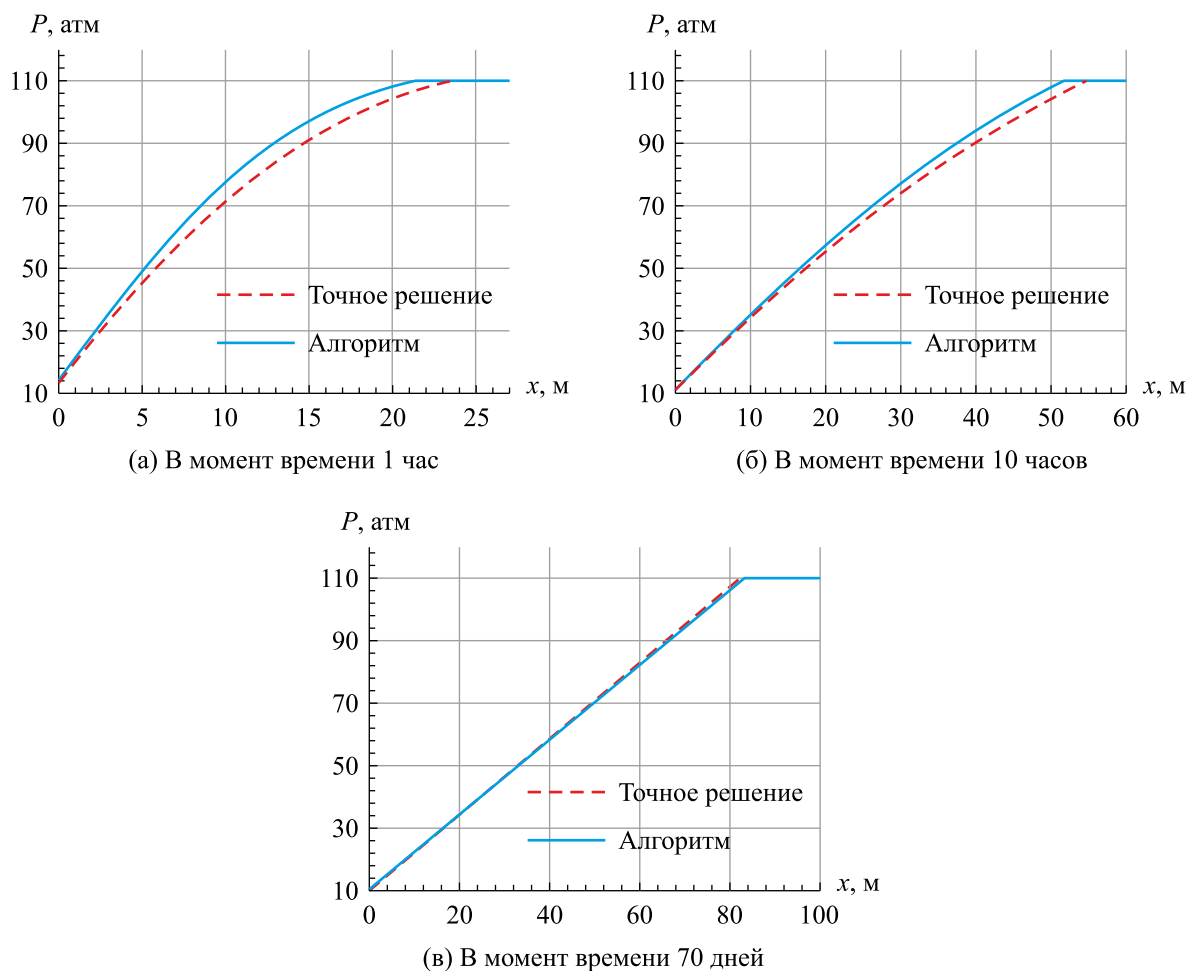 P, атм
110
90
70
50
30
10
0 5 10 15 20 25
x, м
Точное решение
Алгоритм
(а) В момент времени 1 час
P, атм
110
90
70
50
30
10
0 10 20 30 40 50 60
x, м
Точное решение
Алгоритм
(б) В момент времени 10 часов
P, атм
110
90
70
50
30
10
0 20 40 60 80 100
x, м
Точное решение
Алгоритм
(в) В момент времени 70 дней